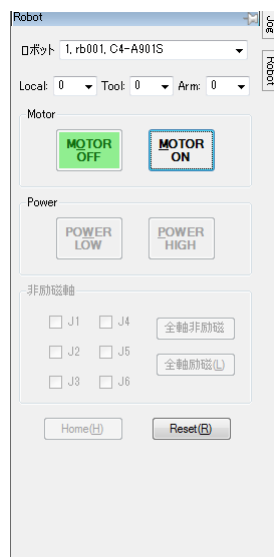 Robot
ロボット 1, rb001, C4-A901S
Local: 0 Tool: 0 Arm: 0
Motor
MOTOR OFF MOTOR ON
Power
POWER LOW POWER HIGH
非励磁軸
J1 J4 全軸非励磁
J2 J5 全軸励磁(L)
J3 J6
Home(H) Reset(R)
Jog
Robot